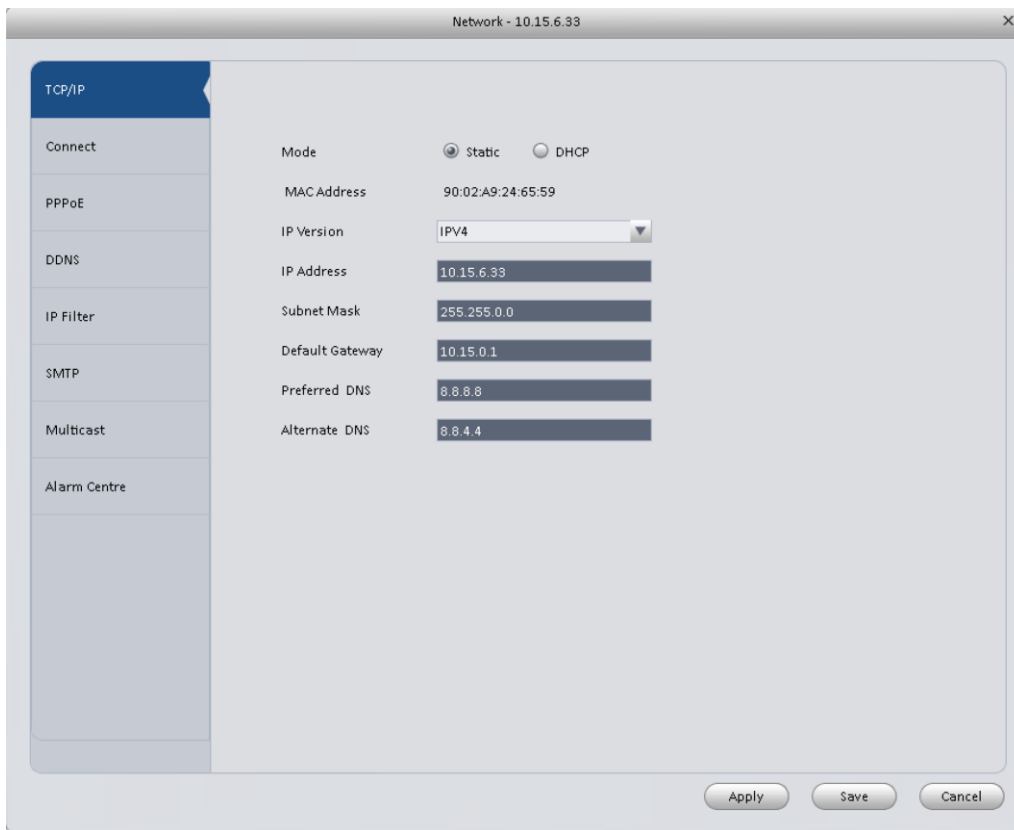 Network - 10.15.6.33
TCP/IP
Connect
PPPoE
DDNS
IP Filter
SMTP
Multicast
Alarm Centre
Mode Static DHCP
MAC Address 90:02:A9:24:65:59
IP Version IPV4
IP Address 10.15.6.33
Subnet Mask 255.255.0.0
Default Gateway 10.15.0.1
Preferred DNS 8.8.8.8
Alternate DNS 8.8.4.4
Apply Save Cancel